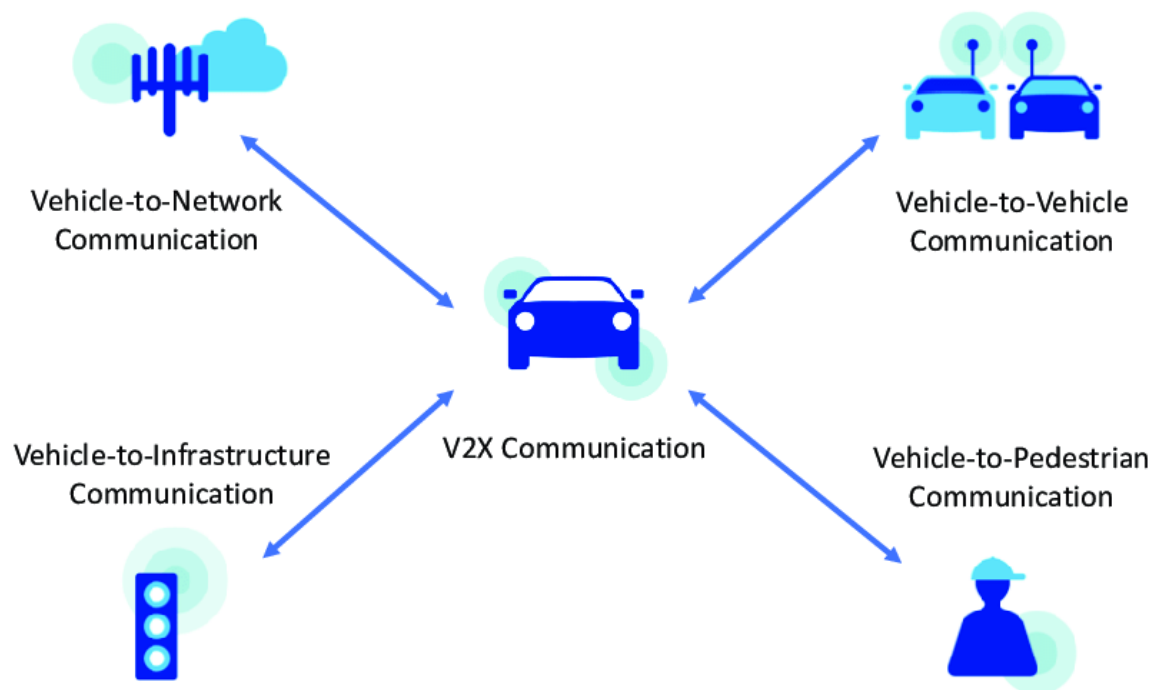 Vehicle-to-Network
Communication
Vehicle-to-Vehicle
Communication
V2X Communication
Vehicle-to-Infrastructure
Communication
Vehicle-to-Pedestrian
Communication